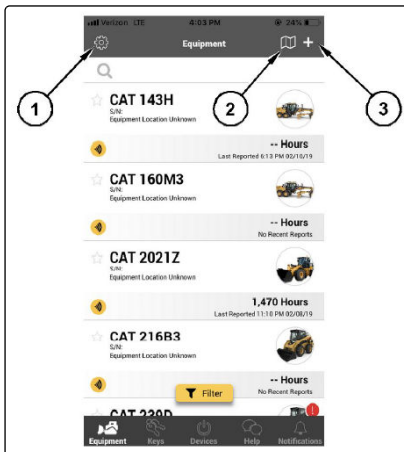 Verizon LTE 4:03 PM 24%
Equipment
1
2
3
CAT 143H
S/N:
Equipment Location Unknown
-- Hours
Last Reported 6:13 PM 02/10/19
CAT 160M3
S/N:
Equipment Location Unknown
-- Hours
No Recent Reports
CAT 2021Z
S/N:
Equipment Location Unknown
1,470 Hours
Last Reported 11:10 PM 02/08/19
CAT 216B3
S/N:
Equipment Location Unknown
-- Hours
No Recent Reports
Filter
CAT 239D
Equipment Keys Devices Help Notifications